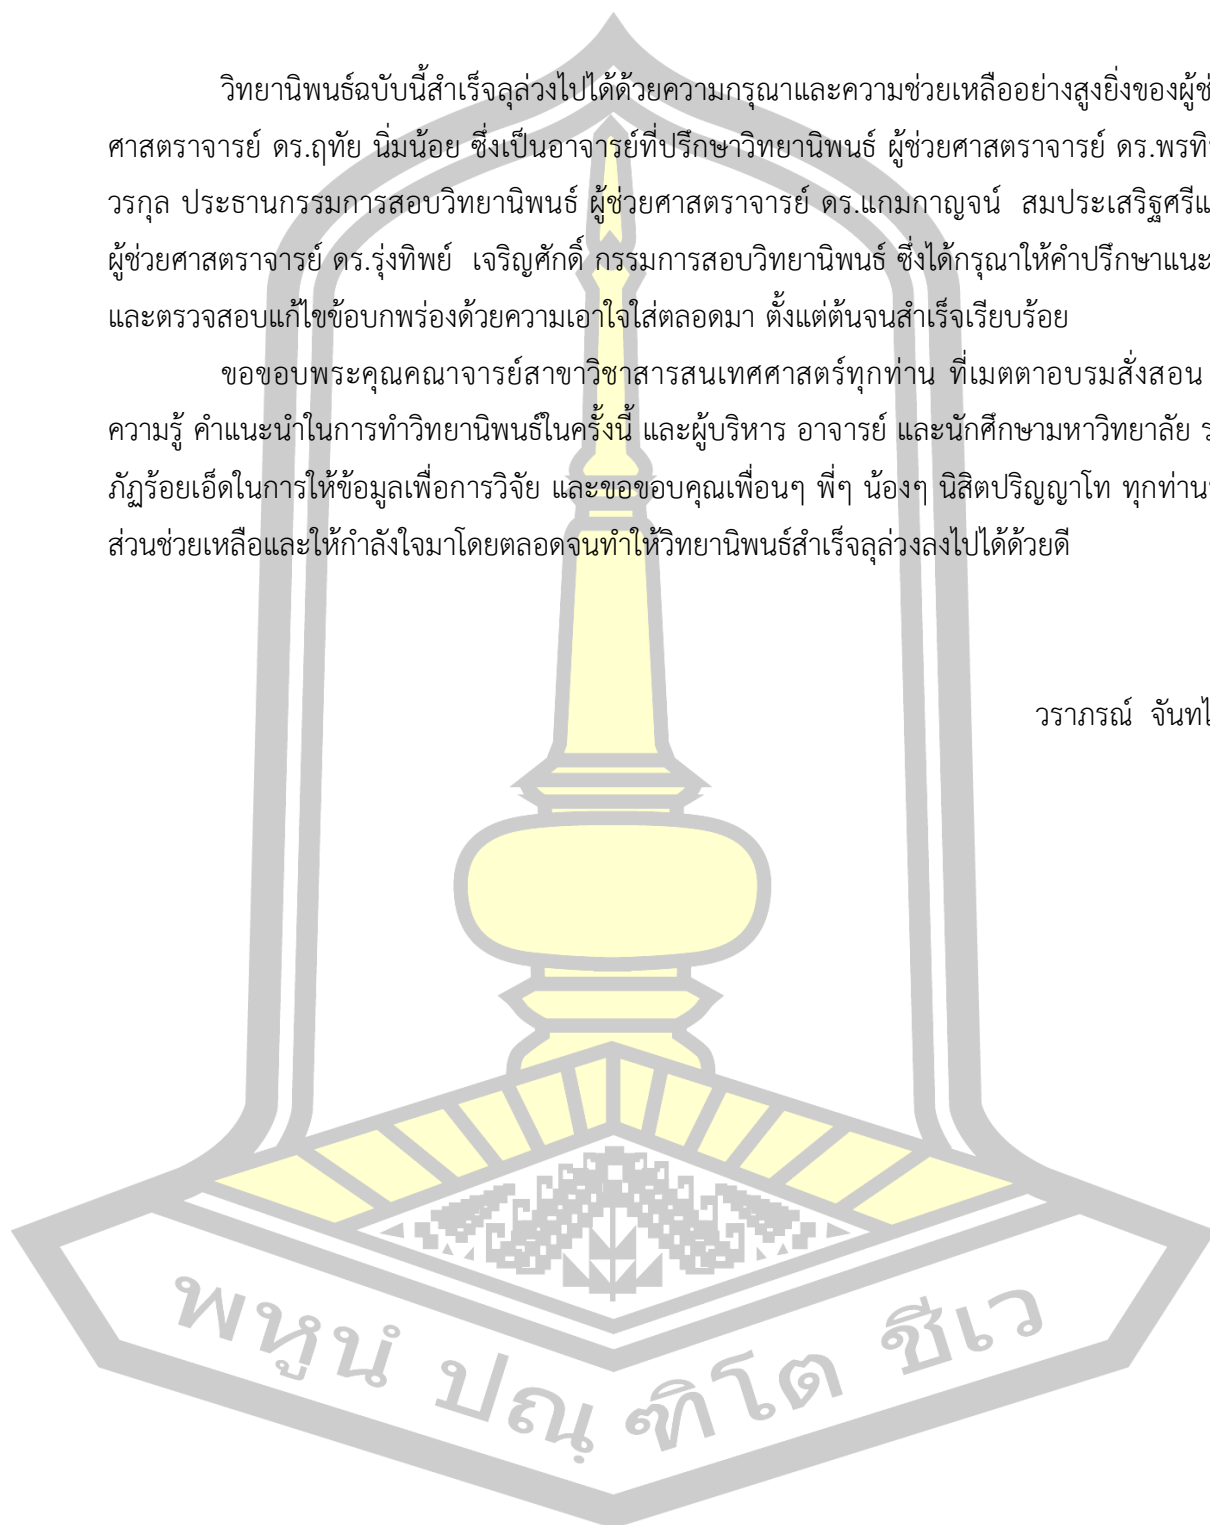 วิทยานิพนธ์ฉบับนี้สำเร็จลุล่วงไปได้ด้วยความกรุณาและความช่วยเหลืออย่างสูงยิ่งของผู้ช่
ศาสตราจารย์ ดร.ฤทัย นิ่มน้อย ซึ่งเป็นอาจารย์ที่ปรึกษาวิทยานิพนธ์ ผู้ช่วยศาสตราจารย์ ดร.พรทิ
วรกุล ประธานกรรมการสอบวิทยานิพนธ์ ผู้ช่วยศาสตราจารย์ ดร.แกมกาญจน์ สมประเสริฐศรีแ
ผู้ช่วยศาสตราจารย์ ดร.รุ่งทิพย์ เจริญศักดิ์ กรรมการสอบวิทยานิพนธ์ ซึ่งได้กรุณาให้คำปรึกษาแนะ
และตรวจสอบแก้ไขข้อบกพร่องด้วยความเอาใจใส่ตลอดมา ตั้งแต่ต้นจนสำเร็จเรียบร้อย
ขอขอบพระคุณคณาจารย์สาขาวิชาสารสนเทศศาสตร์ทุกท่าน ที่เมตตาอบรมสั่งสอน
ความรู้ คำแนะนำในการทำวิทยานิพนธ์ในครั้งนี้ และผู้บริหาร อาจารย์ และนักศึกษามหาวิทยาลัย ร
ภัฏร้อยเอ็ดในการให้ข้อมูลเพื่อการวิจัย และขอขอบคุณเพื่อนๆ พี่ๆ น้องๆ นิสิตปริญญาโท ทุกท่าน
ส่วนช่วยเหลือและให้กำลังใจมาโดยตลอดจนทำให้วิทยานิพนธ์สำเร็จลุล่วงลงไปได้ด้วยดี
วราภรณ์ จันทไ
พหูนํ ปณฺฑิโต ชีเว